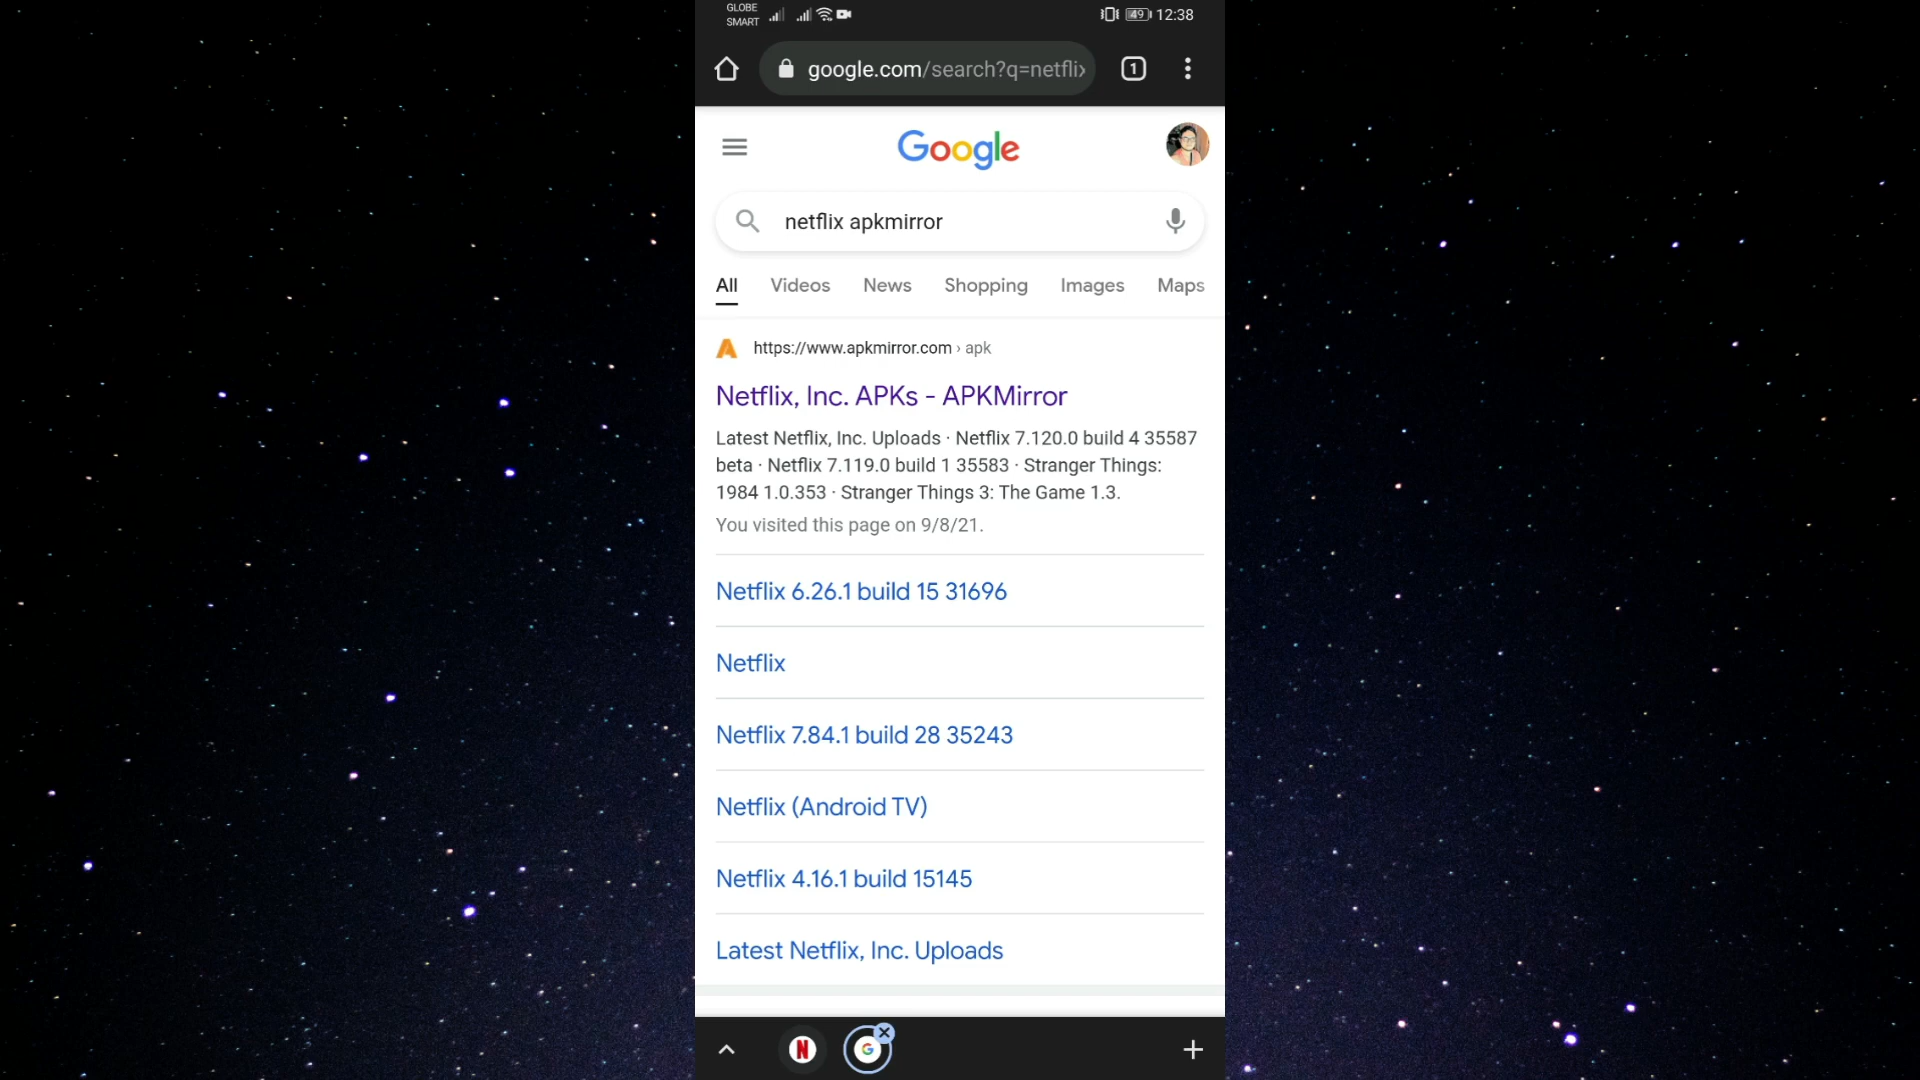 GLOBE
SMART
49 12:38
google.com/search?q=netflix
1
Google
netflix apkmirror
All Videos News Shopping Images Maps
https://www.apkmirror.com › apk
Netflix, Inc. APKs - APKMirror
Latest Netflix, Inc. Uploads · Netflix 7.120.0 build 4 35587
beta · Netflix 7.119.0 build 1 35583 · Stranger Things:
1984 1.0.353 · Stranger Things 3: The Game 1.3.
You visited this page on 9/8/21.
Netflix 6.26.1 build 15 31696
Netflix
Netflix 7.84.1 build 28 35243
Netflix (Android TV)
Netflix 4.16.1 build 15145
Latest Netflix, Inc. Uploads
N G